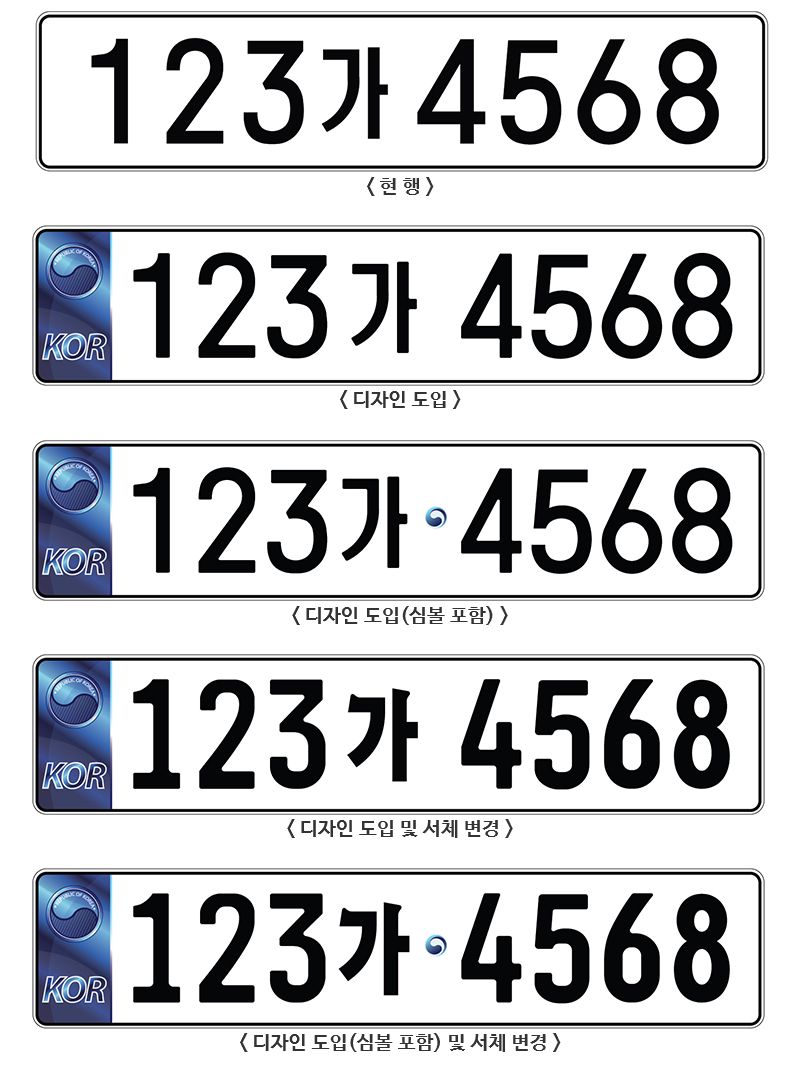 123가 4568
< 현 행 >
REPUBLIC OF KOREA
KOR
123가 4568
< 디자인 도입 >
REPUBLIC OF KOREA
KOR
123가 4568
< 디자인 도입(심볼 포함) >
REPUBLIC OF KOREA
KOR
123가 4568
< 디자인 도입 및 서체 변경 >
REPUBLIC OF KOREA
KOR
123가 4568
< 디자인 도입(심볼 포함) 및 서체 변경 >